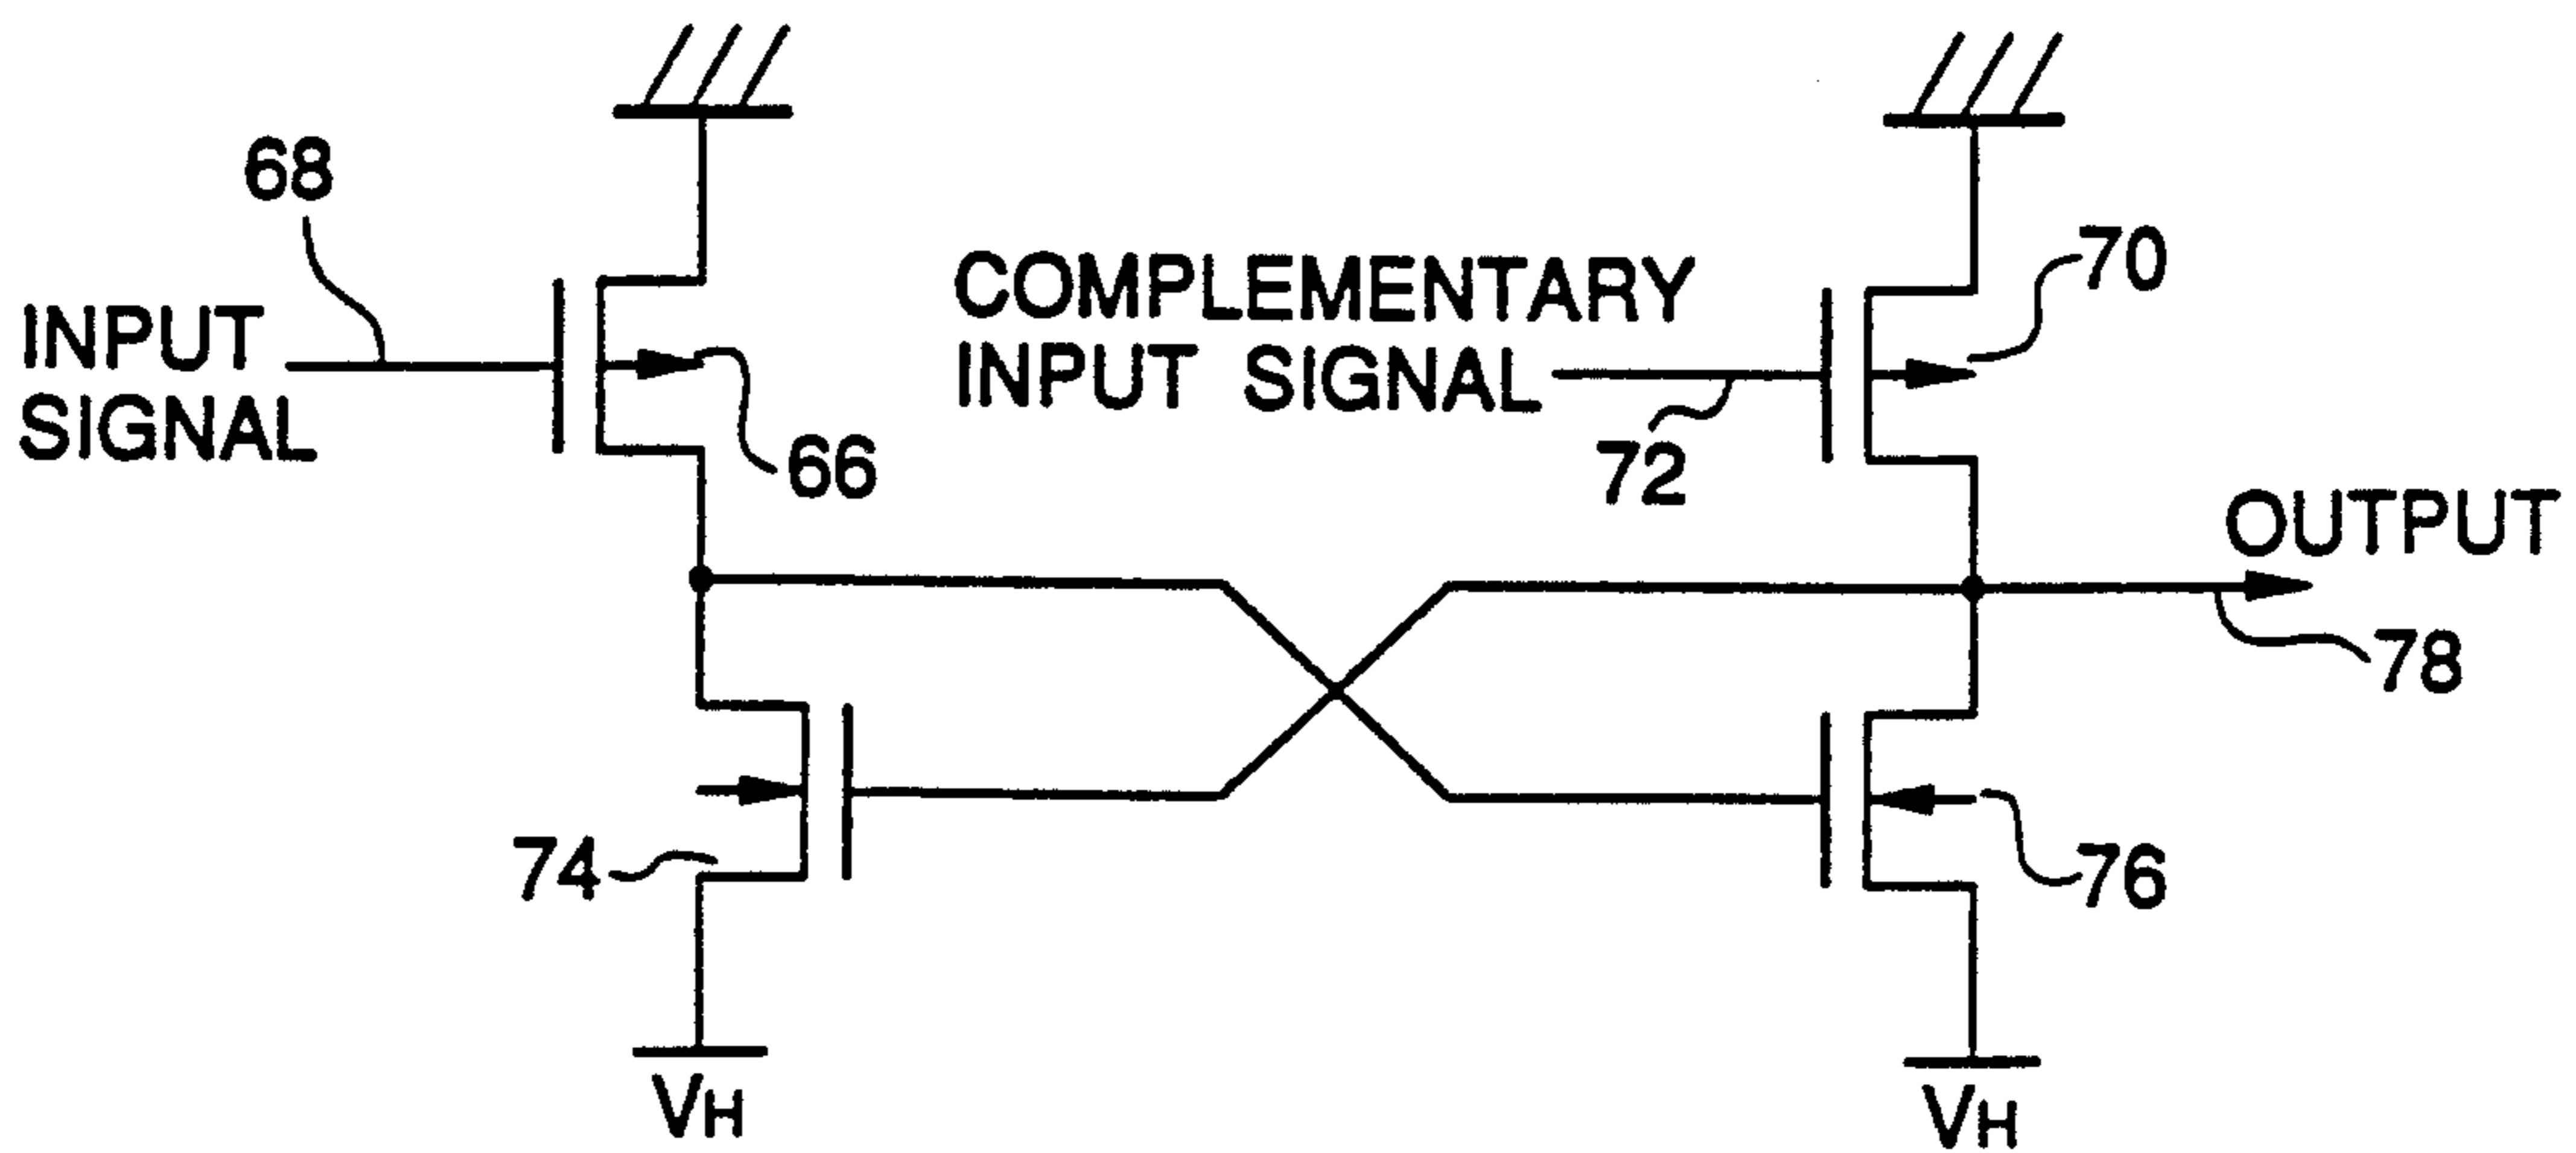 68
INPUT
SIGNAL
66
COMPLEMENTARY
INPUT SIGNAL
72
70
OUTPUT
78
74
76
VH
VH